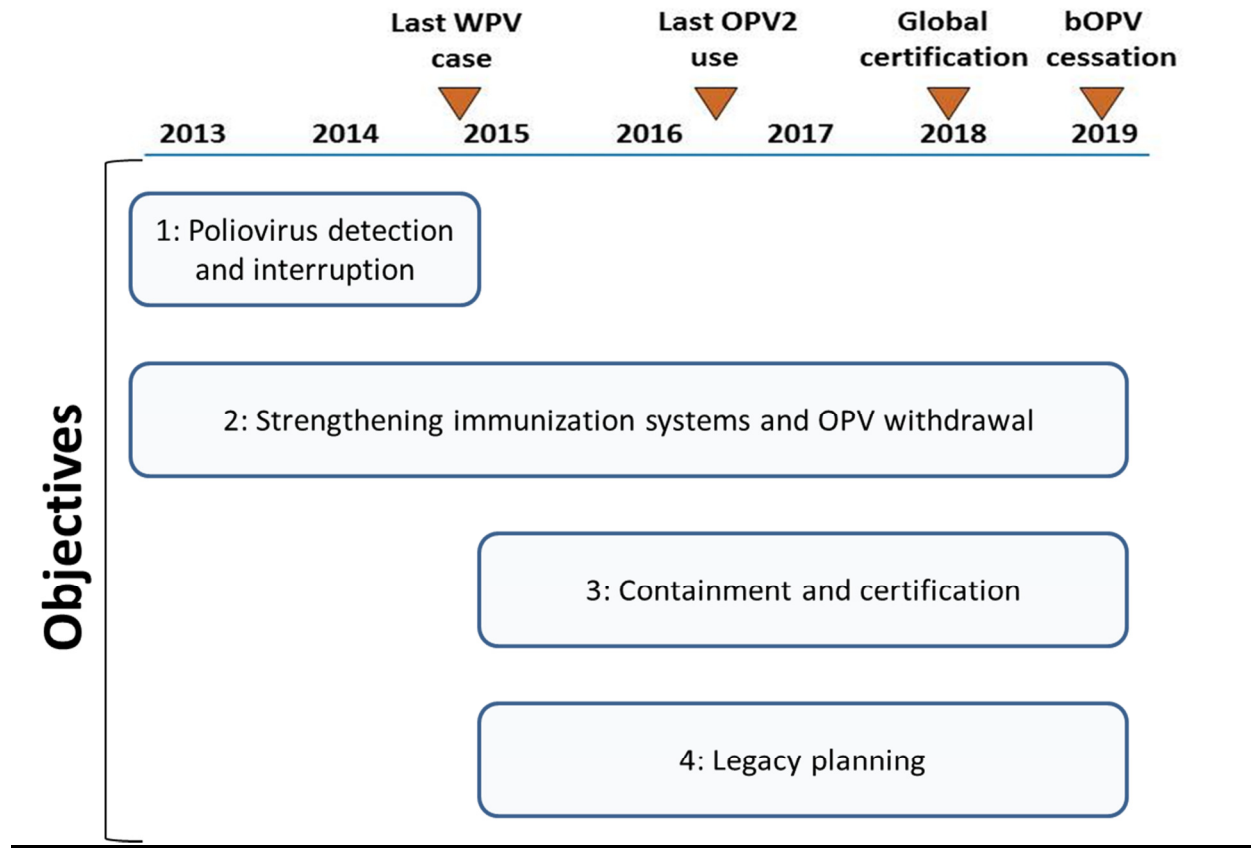 Last WPV
case
Last OPV2
use
Global
certification
bOPV
cessation
2013 2014 2015 2016 2017 2018 2019
Objectives
1: Poliovirus detection
and interruption
2: Strengthening immunization systems and OPV withdrawal
3: Containment and certification
4: Legacy planning